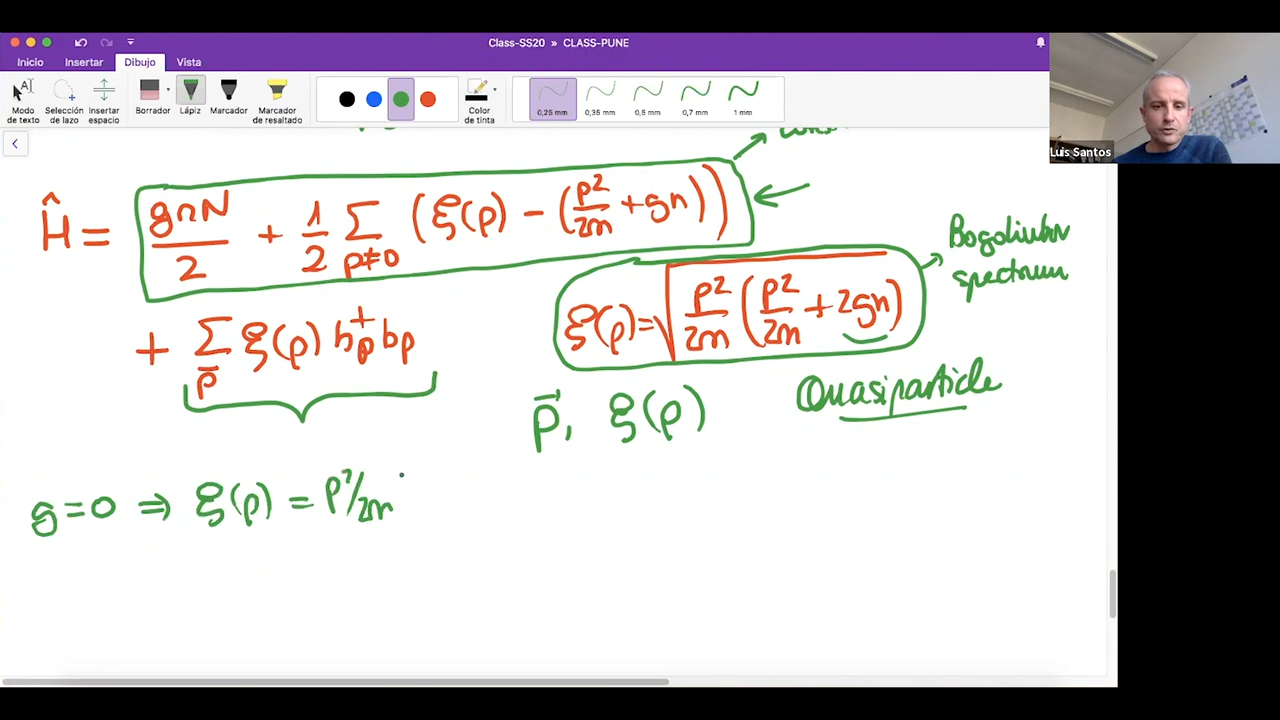 Class-SS20 » CLASS-PUNE
Inicio Insertar Dibujo Vista
Modo de texto
Selección de lazo
Insertar espacio
Borrador
Lápiz
Marcador
Marcador de resaltado
Color de tinta
0,25 mm 0,35 mm 0,5 mm 0,7 mm 1 mm
Luis Santos
Ĥ = gnN/2 + 1/2 Σ_{p≠0} (ξ(p) − (p²/2m + gn))
Bogoliubov spectrum
+ Σ_{p̄} ξ(p) b_p^+ b_p
ξ(p) = √(p²/2m (p²/2m + 2gn))
p⃗, ξ(p)
Quasiparticle
g=0 ⇒ ξ(p) = p²/2m